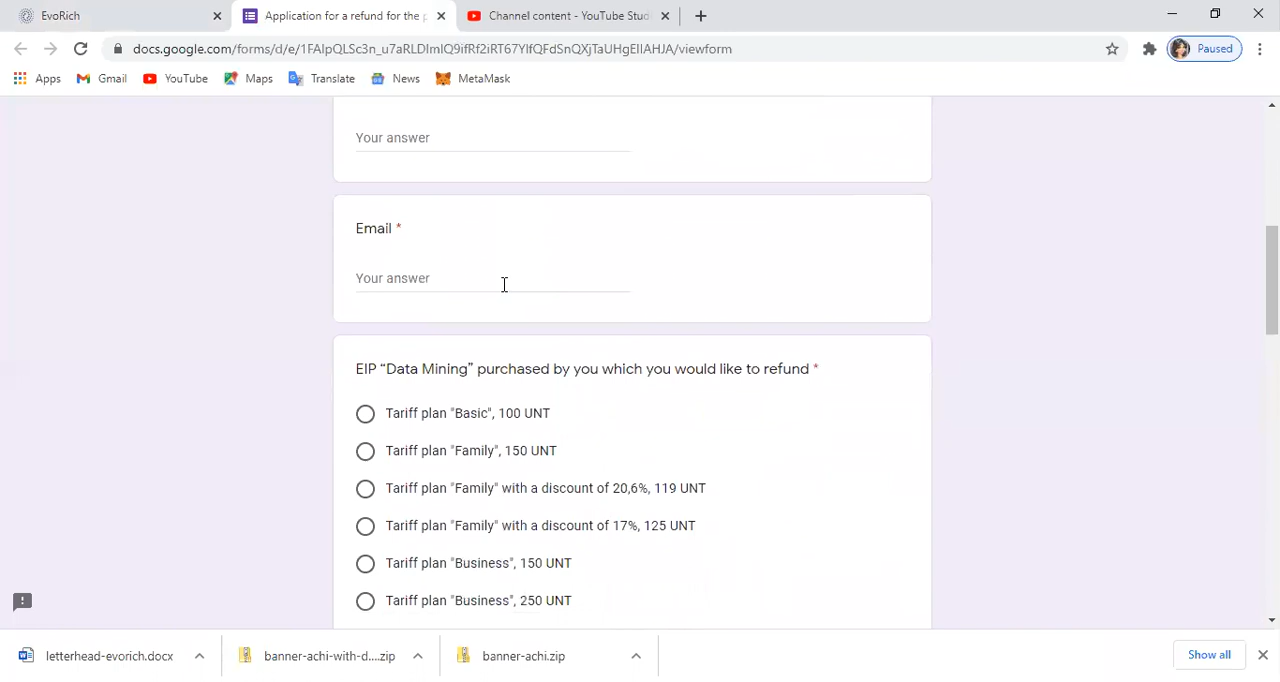 EvoRich
Application for a refund for the p
Channel content - YouTube Stud
docs.google.com/forms/d/e/1FAIpQLSc3n_u7aRLDlmlQ9ifRf2iRT67YlfQFdSnQXjTaUHgEIIAHJA/viewform
Paused
Apps
Gmail
YouTube
Maps
Translate
News
MetaMask
Your answer
Email *
Your answer
EIP “Data Mining” purchased by you which you would like to refund *
Tariff plan "Basic", 100 UNT
Tariff plan "Family", 150 UNT
Tariff plan "Family" with a discount of 20,6%, 119 UNT
Tariff plan "Family" with a discount of 17%, 125 UNT
Tariff plan "Business", 150 UNT
Tariff plan "Business", 250 UNT
letterhead-evorich.docx
banner-achi-with-d....zip
banner-achi.zip
Show all